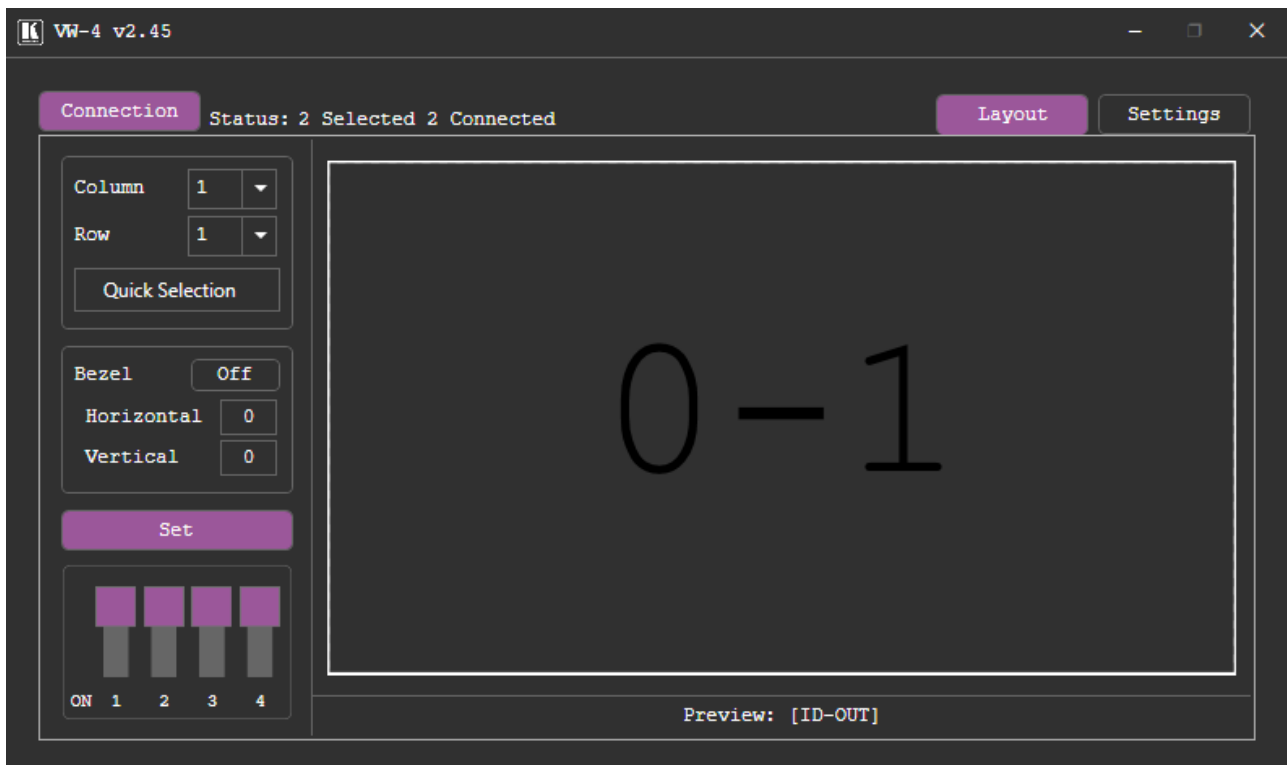 VW-4 v2.45
Connection Status: 2 Selected 2 Connected Layout Settings
Column 1
Row 1
Quick Selection
Bezel Off
Horizontal 0
Vertical 0
Set
ON 1 2 3 4
0-1
Preview: [ID-OUT]